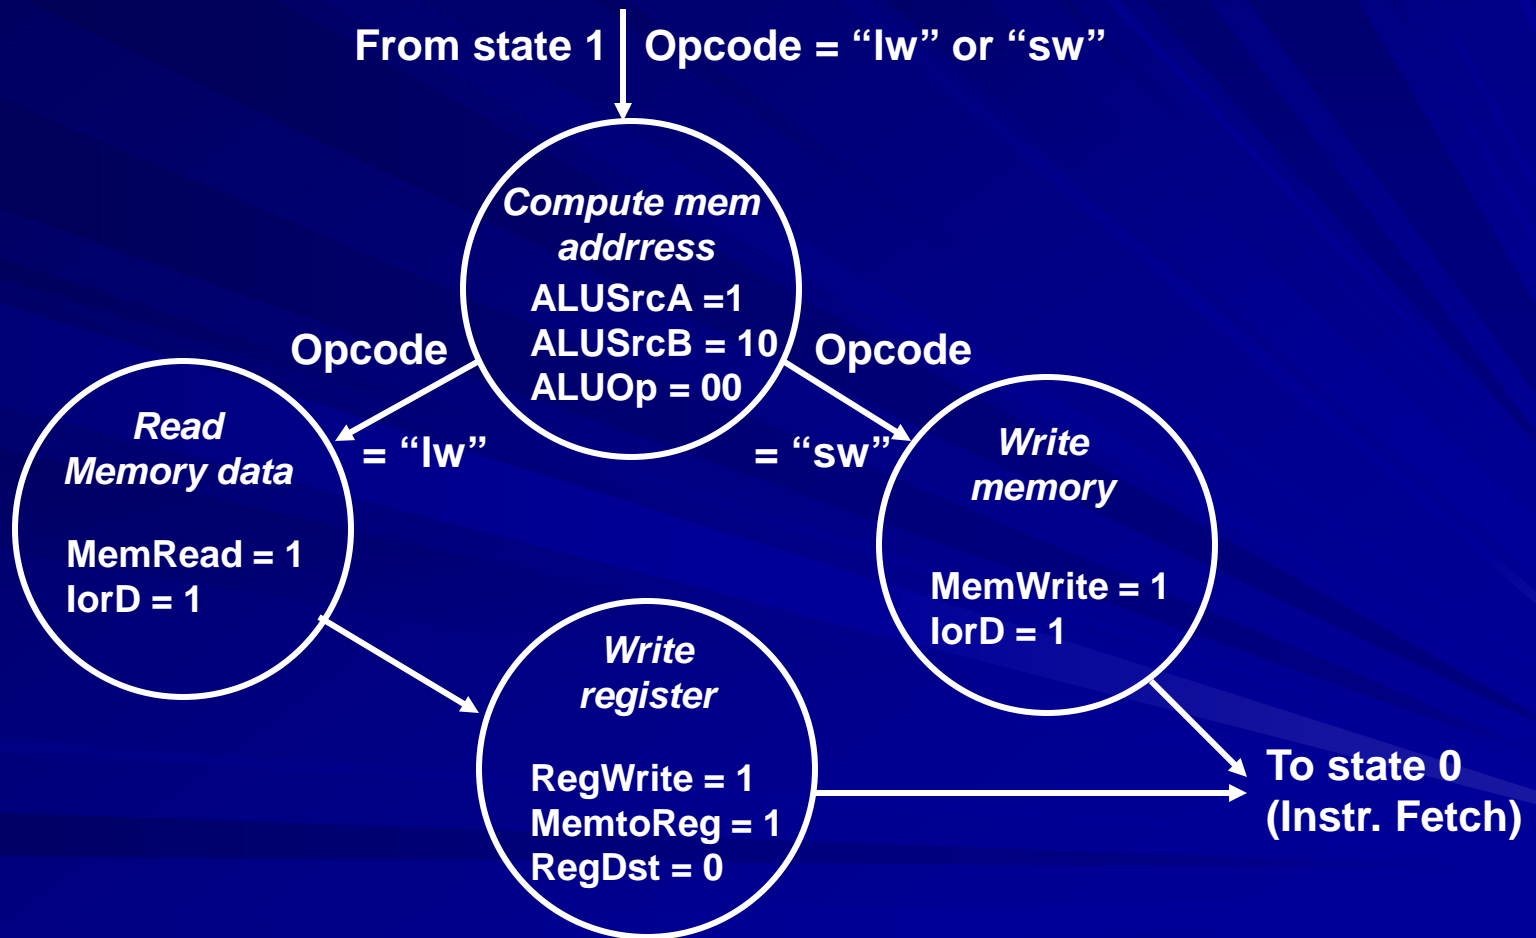 From state 1
Opcode = “lw” or “sw”
Compute mem
addrress
ALUSrcA =1
ALUSrcB = 10
ALUOp = 00
Opcode
= “lw”
Opcode
= “sw”
Read
Memory data
MemRead = 1
IorD = 1
Write
memory
MemWrite = 1
IorD = 1
Write
register
RegWrite = 1
MemtoReg = 1
RegDst = 0
To state 0
(Instr. Fetch)